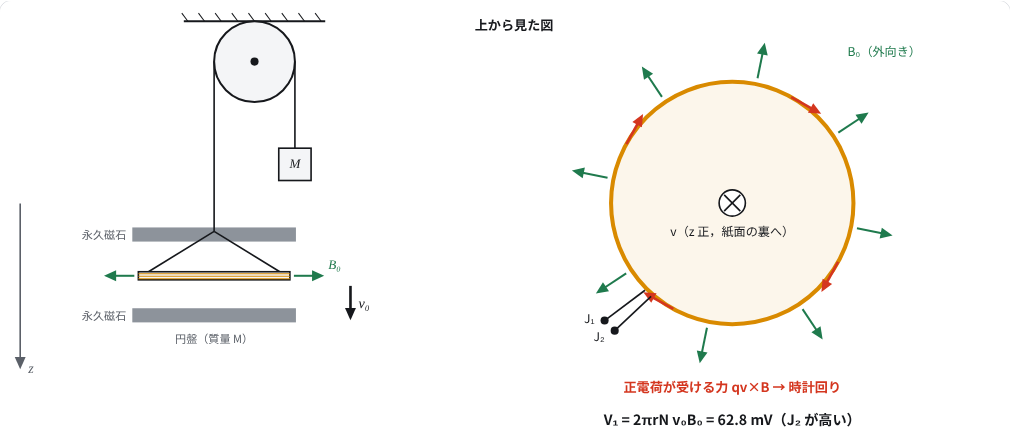 M
永久磁石
B₀
v₀
永久磁石
円盤（質量 M）
z
上から見た図
B₀（外向き）
v（z 正，紙面の裏へ）
J₁
J₂
正電荷が受ける力 qv×B → 時計回り
V₁ = 2πrN v₀B₀ = 62.8 mV（J₂ が高い）